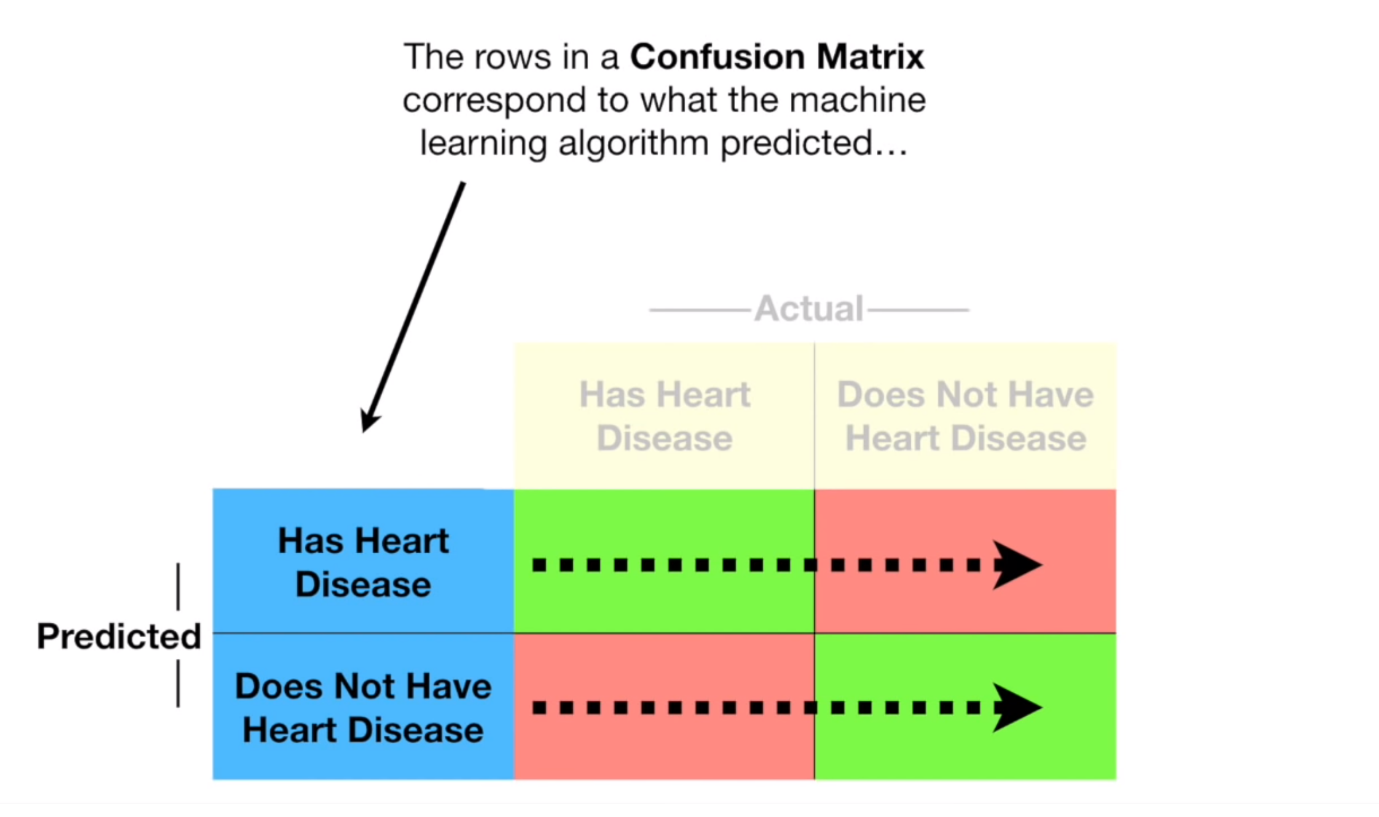 The rows in a Confusion Matrix
correspond to what the machine
learning algorithm predicted…
Actual
Has Heart
Disease
Does Not Have
Heart Disease
Has Heart
Disease
Predicted
Does Not Have
Heart Disease